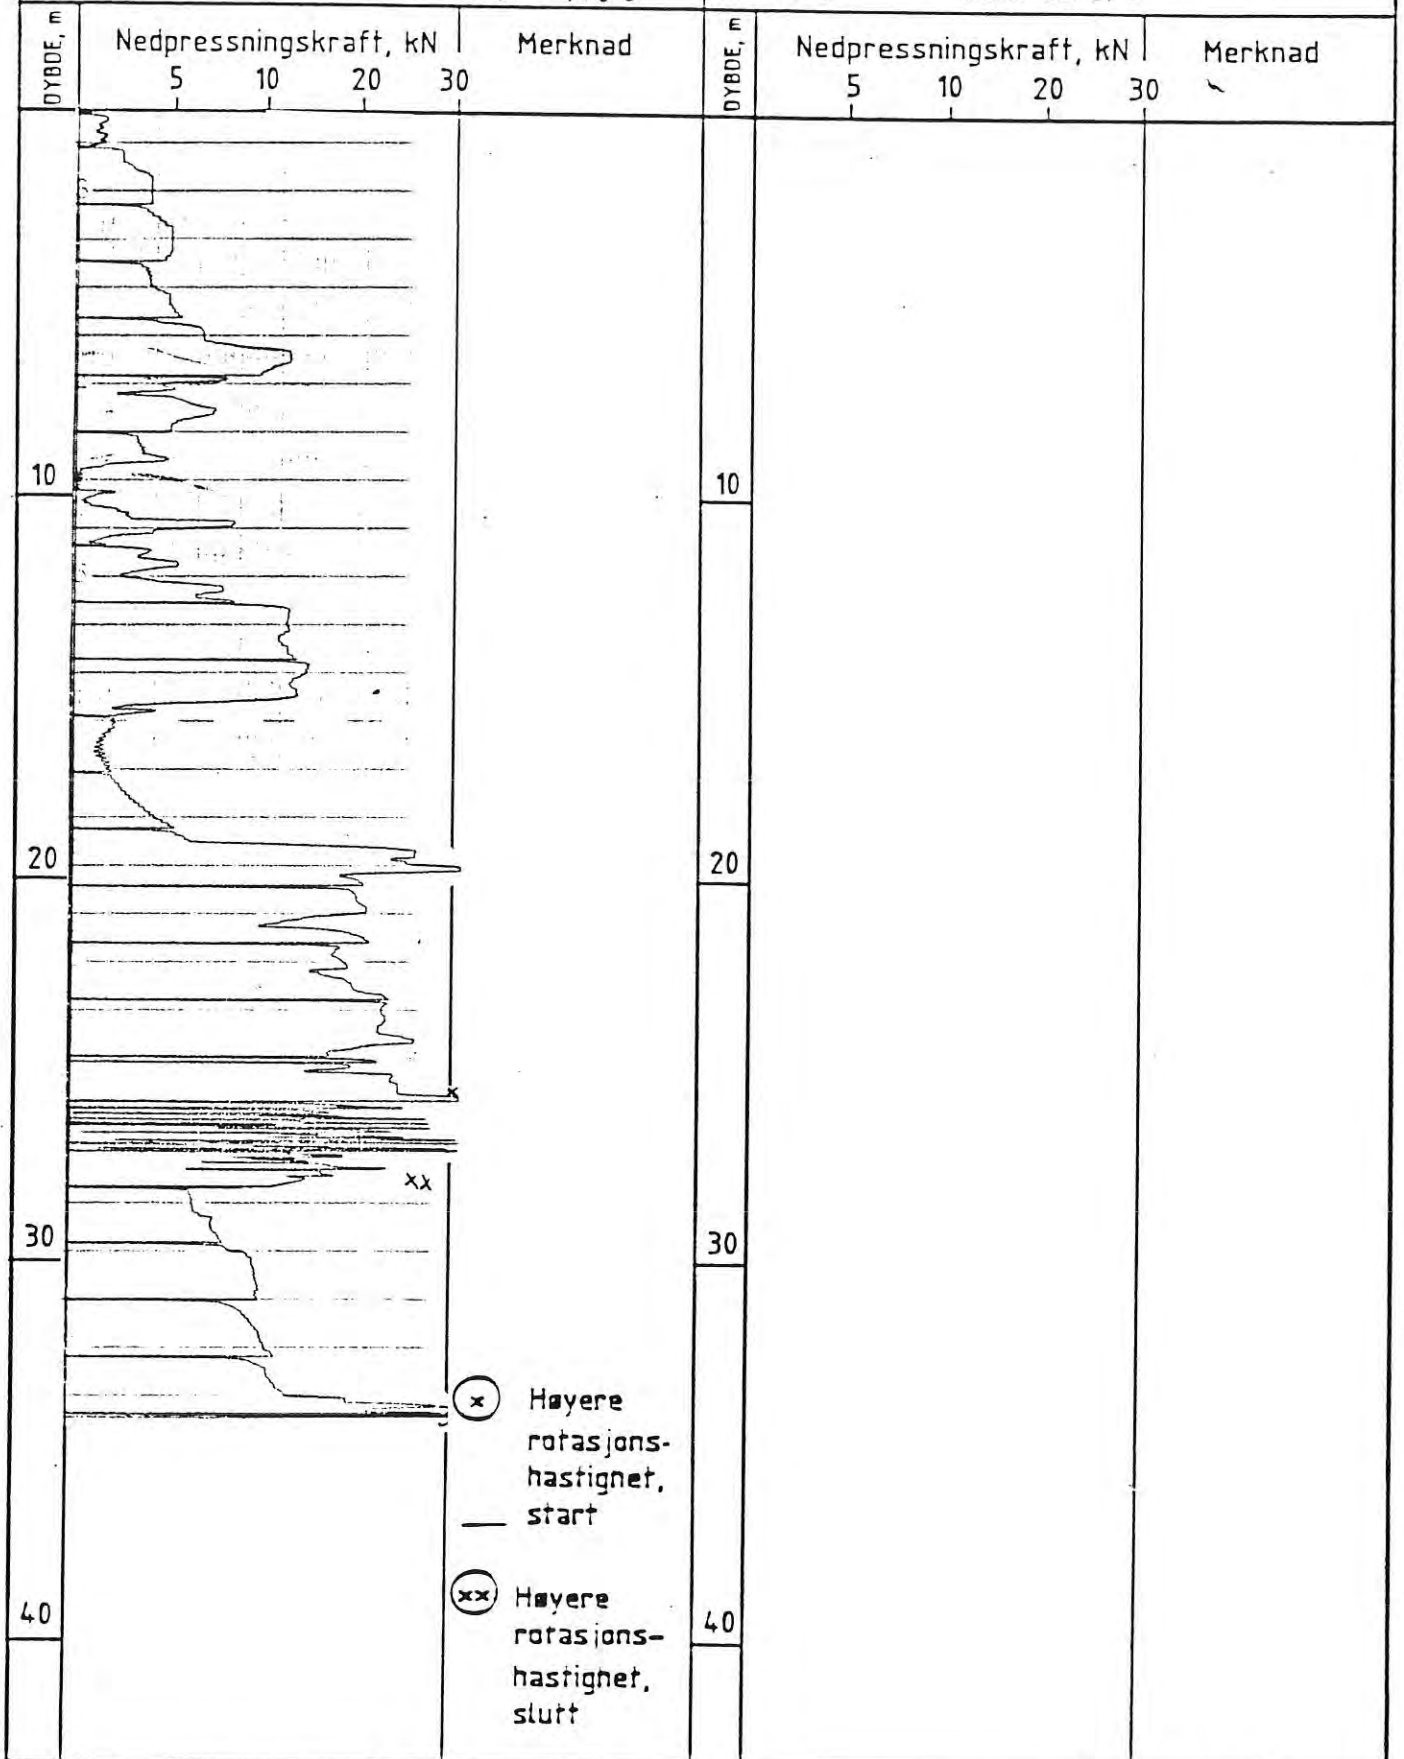 DYBDE, m
Nedpressningskraft, kN
Merknad
5 10 20 30
10
20
30
40
x
xx
x Høyere
rotasjons-
hastighet,
start
xx Høyere
rotasjons-
hastighet,
slutt
DYBDE, m
Nedpressningskraft, kN
Merknad
5 10 20 30
10
20
30
40